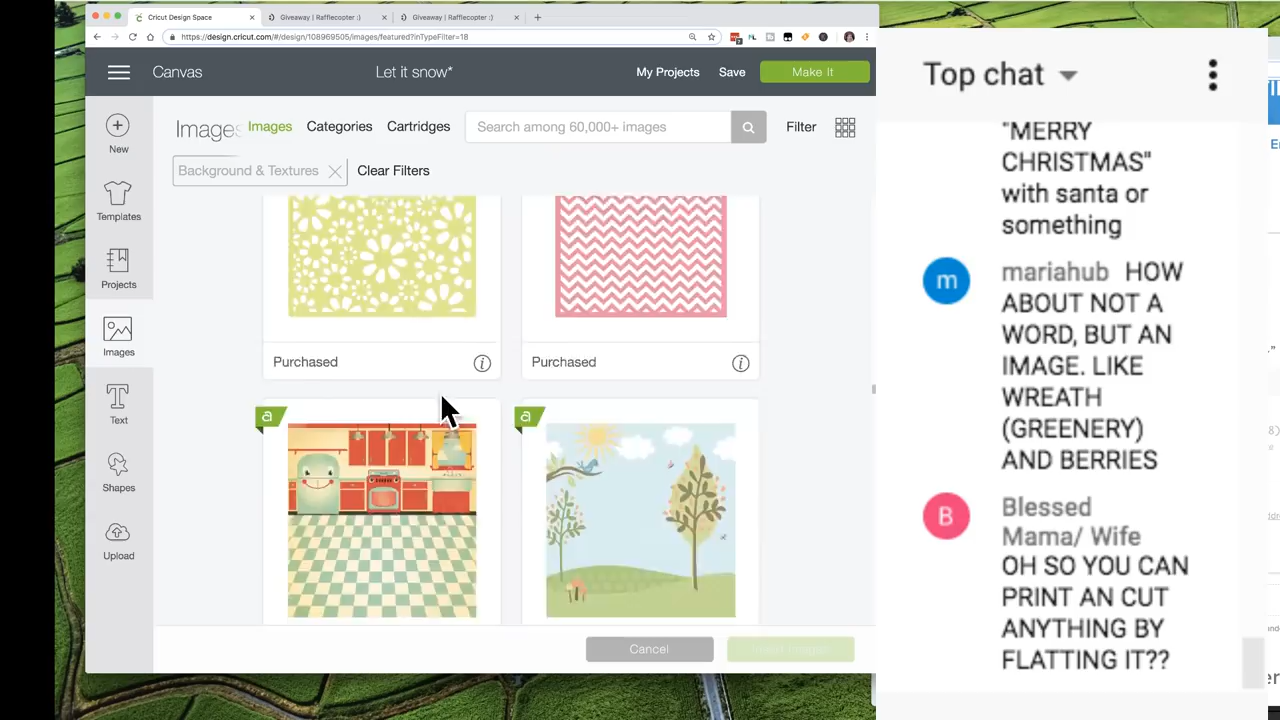 Cricut Design Space
Giveaway | Rafflecopter :)
Giveaway | Rafflecopter :)
https://design.cricut.com/#/design/108969505/images/featured?inTypeFilter=18
Canvas
Let it snow*
My Projects
Save
Make It
New
Templates
Projects
Images
Text
Shapes
Upload
Images
Images
Categories
Cartridges
Search among 60,000+ images
Filter
Background & Textures
Clear Filters
Purchased
Purchased
a
a
Cancel
Insert Images
Top chat
"MERRY
CHRISTMAS"
with santa or
something
m
mariahub HOW
ABOUT NOT A
WORD, BUT AN
IMAGE. LIKE
WREATH
(GREENERY)
AND BERRIES
B
Blessed
Mama/ Wife
OH SO YOU CAN
PRINT AN CUT
ANYTHING BY
FLATTING IT??